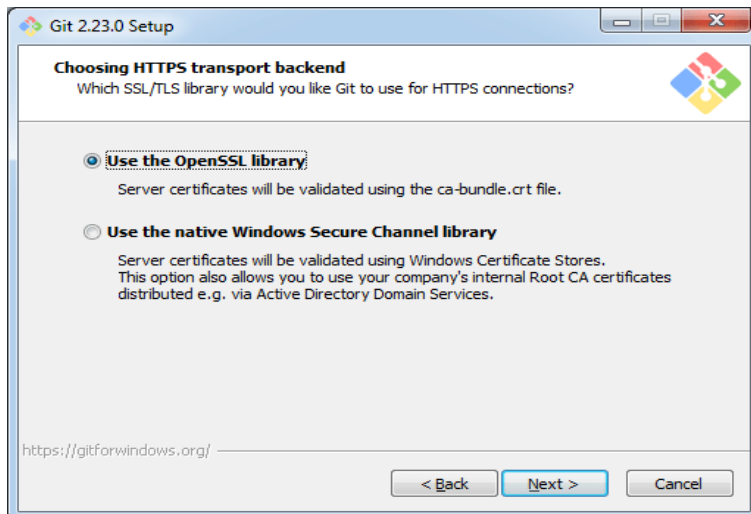 Git 2.23.0 Setup
Choosing HTTPS transport backend
Which SSL/TLS library would you like Git to use for HTTPS connections?
Use the OpenSSL library
Server certificates will be validated using the ca-bundle.crt file.
Use the native Windows Secure Channel library
Server certificates will be validated using Windows Certificate Stores.
This option also allows you to use your company's internal Root CA certificates
distributed e.g. via Active Directory Domain Services.
https://gitforwindows.org/
< Back
Next >
Cancel